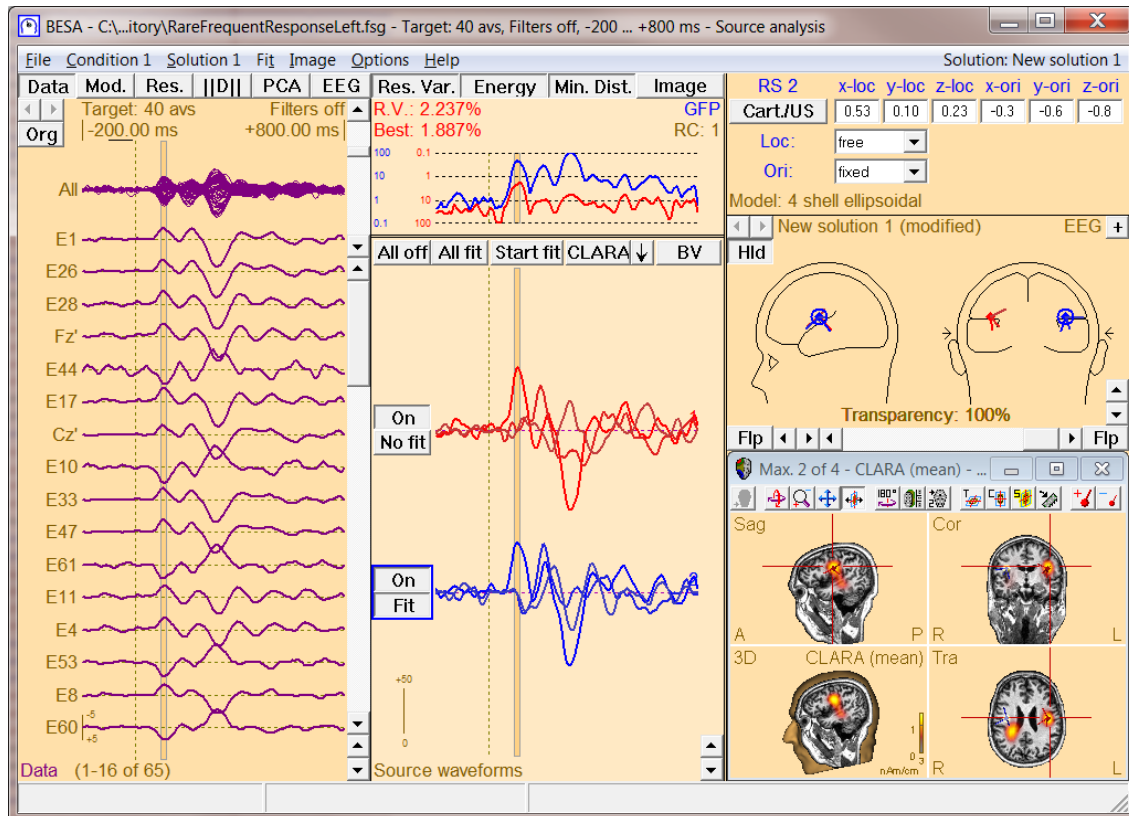 BESA - C:\...itory\RareFrequentResponseLeft.fsg - Target: 40 avs, Filters off, -200 ... +800 ms - Source analysis
File Condition 1 Solution 1 Fit Image Options Help Solution: New solution 1
Data Mod. Res. ||D|| PCA EEG
Org
Target: 40 avs Filters off
-200.00 ms +800.00 ms
All
E1
E26
E28
Fz'
E44
E17
Cz'
E10
E33
E47
E61
E11
E4
E53
E8
E60
-5
+5
Data (1-16 of 65)
Res. Var. Energy Min. Dist. Image
R.V.: 2.237% GFP
Best: 1.887% RC: 1
100 0.1
10 1
1 10
0.1 100
All off All fit Start fit CLARA BV
On
No fit
On
Fit
+50
0
Source waveforms
RS 2 x-loc y-loc z-loc x-ori y-ori z-ori
Cart./US 0.53 0.10 0.23 -0.3 -0.6 -0.8
Loc: free
Ori: fixed
Model: 4 shell ellipsoidal
New solution 1 (modified) EEG +
Hld
Transparency: 100%
Flp Flp
Max. 2 of 4 - CLARA (mean) - ...
180°
Sag Cor
A P R L
3D CLARA (mean) Tra
1
0 3
nAm/cm³
R L